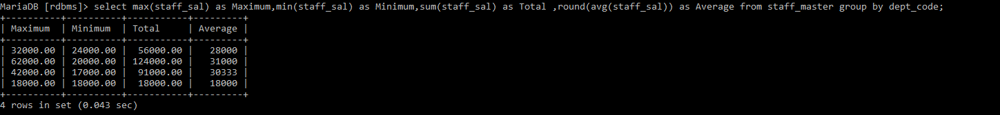 MariaDB [rdbms]> select max(staff_sal) as Maximum,min(staff_sal) as Minimum,sum(staff_sal) as Total ,round(avg(staff_sal)) as Average from staff_master group by dept_code;
+----------+----------+-----------+---------+
| Maximum  | Minimum  | Total     | Average |
+----------+----------+-----------+---------+
| 32000.00 | 24000.00 |  56000.00 |   28000 |
| 62000.00 | 20000.00 | 124000.00 |   31000 |
| 42000.00 | 17000.00 |  91000.00 |   30333 |
| 18000.00 | 18000.00 |  18000.00 |   18000 |
+----------+----------+-----------+---------+
4 rows in set (0.043 sec)